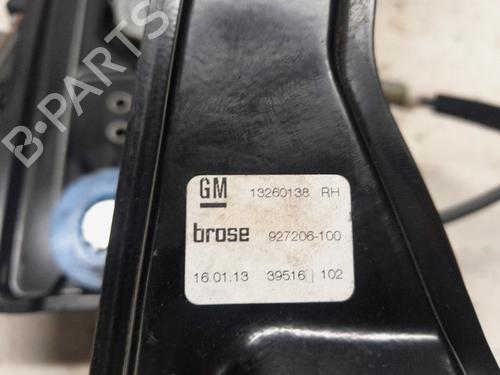 B-PARTS
GM 13260138 RH
brose 927206-100
16.01.13 39516 | 102